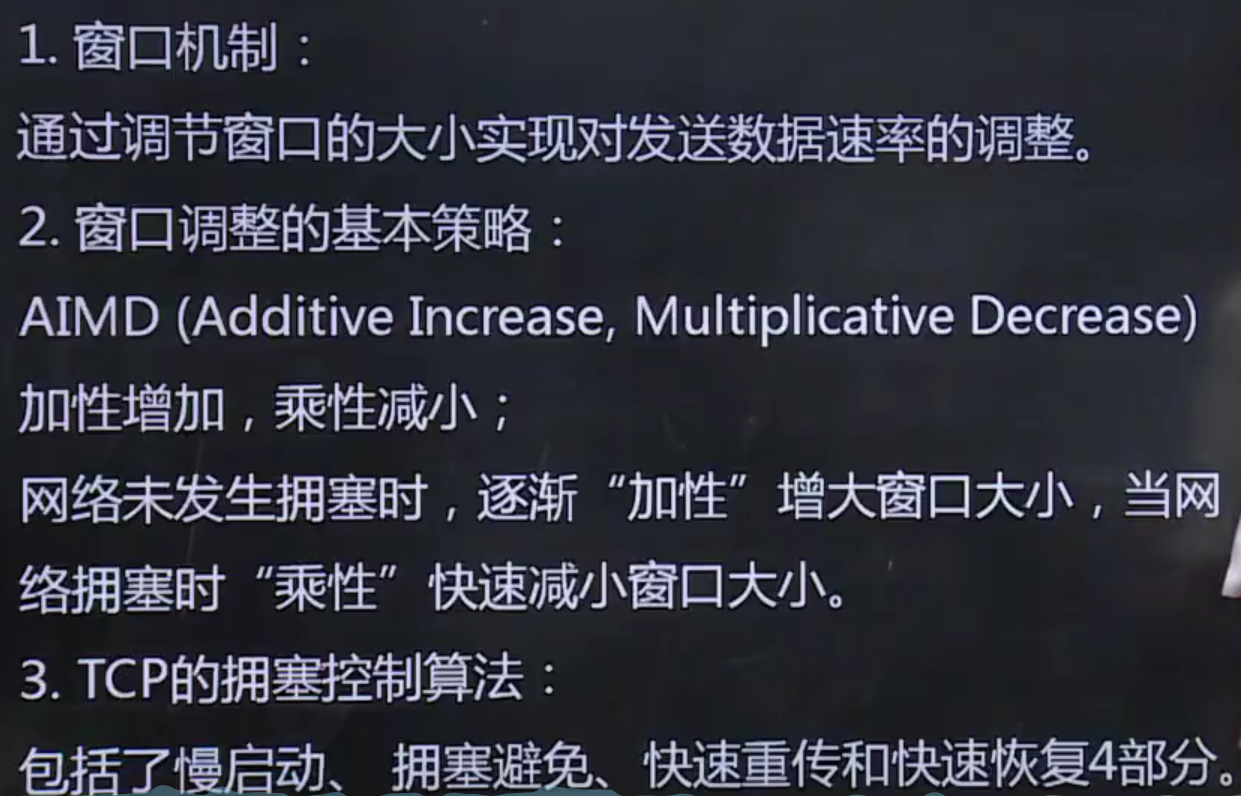 1. 窗口机制：
通过调节窗口的大小实现对发送数据速率的调整。
2. 窗口调整的基本策略：
AIMD (Additive Increase, Multiplicative Decrease)
加性增加，乘性减小；
网络未发生拥塞时，逐渐“加性”增大窗口大小，当网
络拥塞时“乘性”快速减小窗口大小。
3. TCP的拥塞控制算法：
包括了慢启动、 拥塞避免、快速重传和快速恢复4部分。